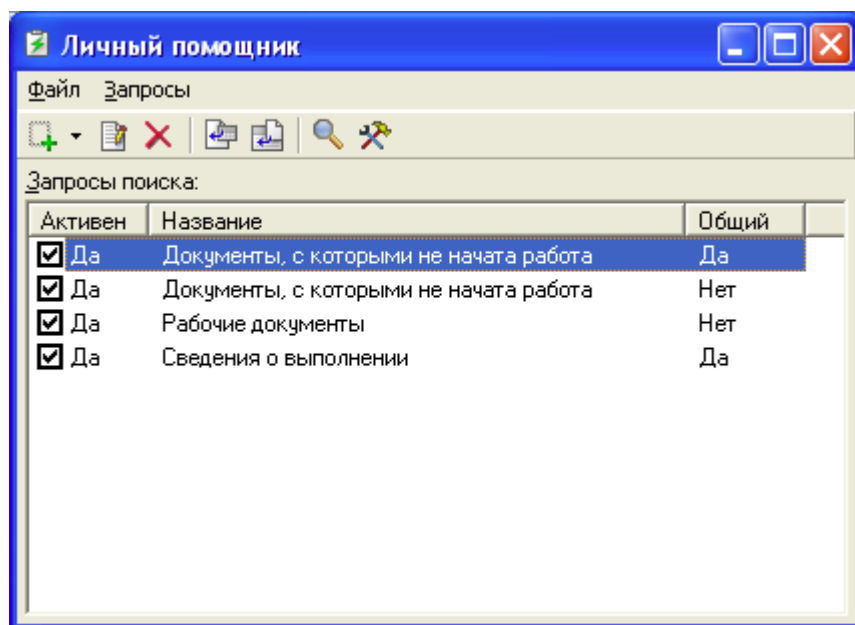 Личный помощник
Файл Запросы
Запросы поиска:
Активен Название Общий
Да Документы, с которыми не начата работа Да
Да Документы, с которыми не начата работа Нет
Да Рабочие документы Нет
Да Сведения о выполнении Да